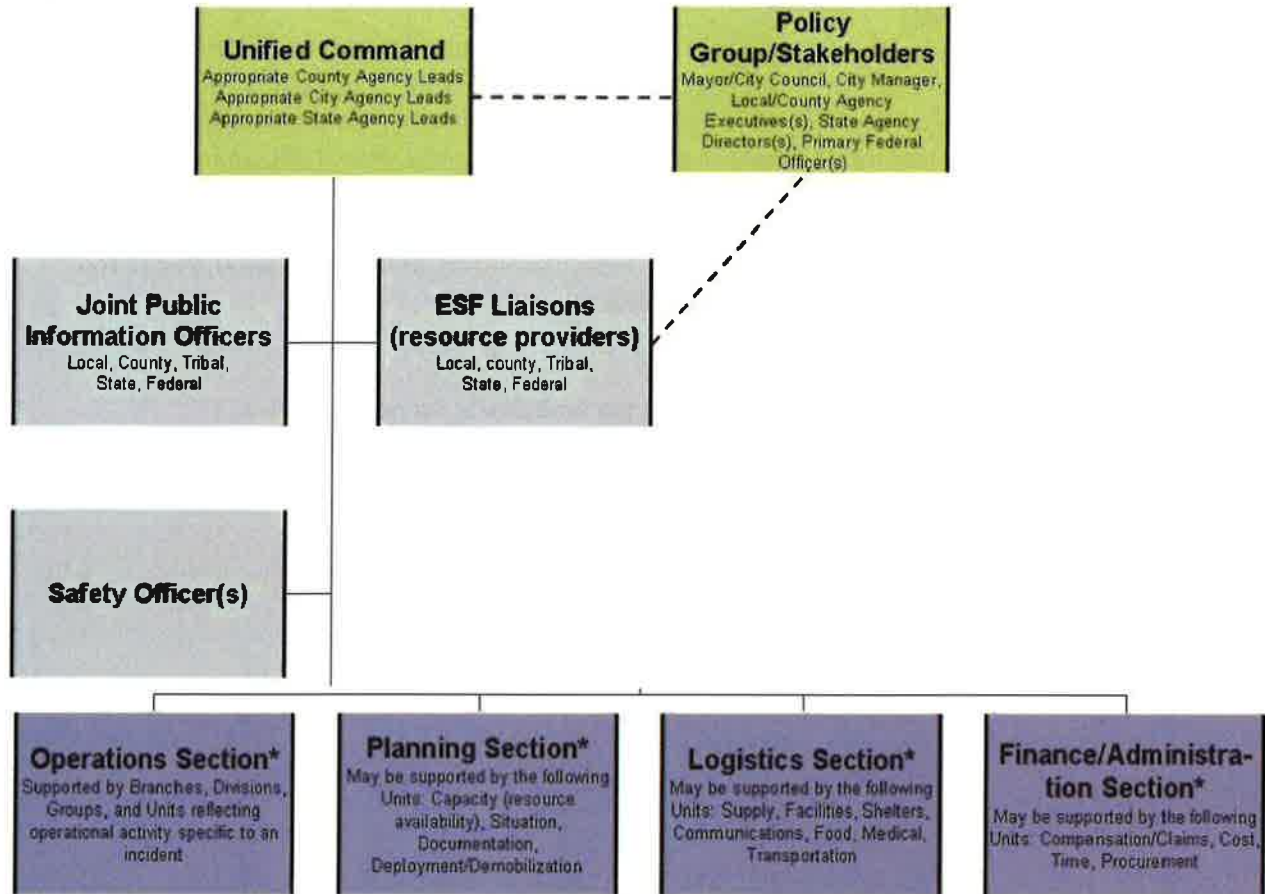 Unified Command
Appropriate County Agency Leads
Appropriate City Agency Leads
Appropriate State Agency Leads
Policy
Group/Stakeholders
Mayor/City Council, City Manager,
Local/County Agency
Executives(s), State Agency
Directors(s), Primary Federal
Officer(s)
Joint Public
Information Officers
Local, County, Tribal,
State, Federal
ESF Liaisons
(resource providers)
Local, county, Tribal,
State, Federal
Safety Officer(s)
Operations Section*
Supported by Branches, Divisions,
Groups, and Units reflecting
operational activity specific to an
incident
Planning Section*
May be supported by the following
Units: Capacity (resource
availability), Situation,
Documentation,
Deployment/Demobilization
Logistics Section*
May be supported by the following
Units: Supply, Facilities, Shelters,
Communications, Food, Medical,
Transportation
Finance/Administra-
tion Section*
May be supported by the following
Units: Compensation/Claims, Cost,
Time, Procurement